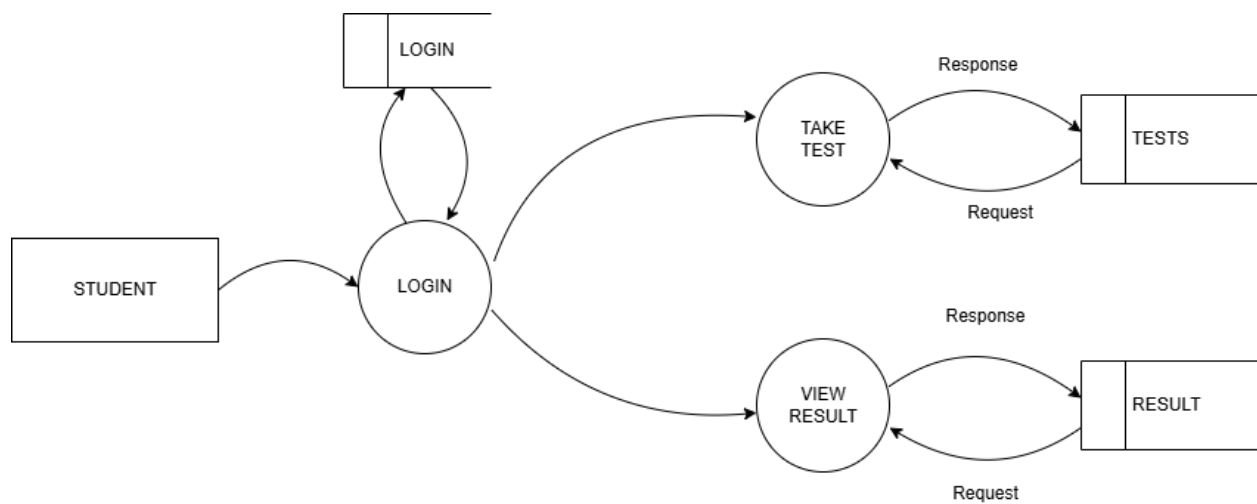 LOGIN
Response
TAKE
TEST
TESTS
Request
STUDENT
LOGIN
Response
VIEW
RESULT
RESULT
Request